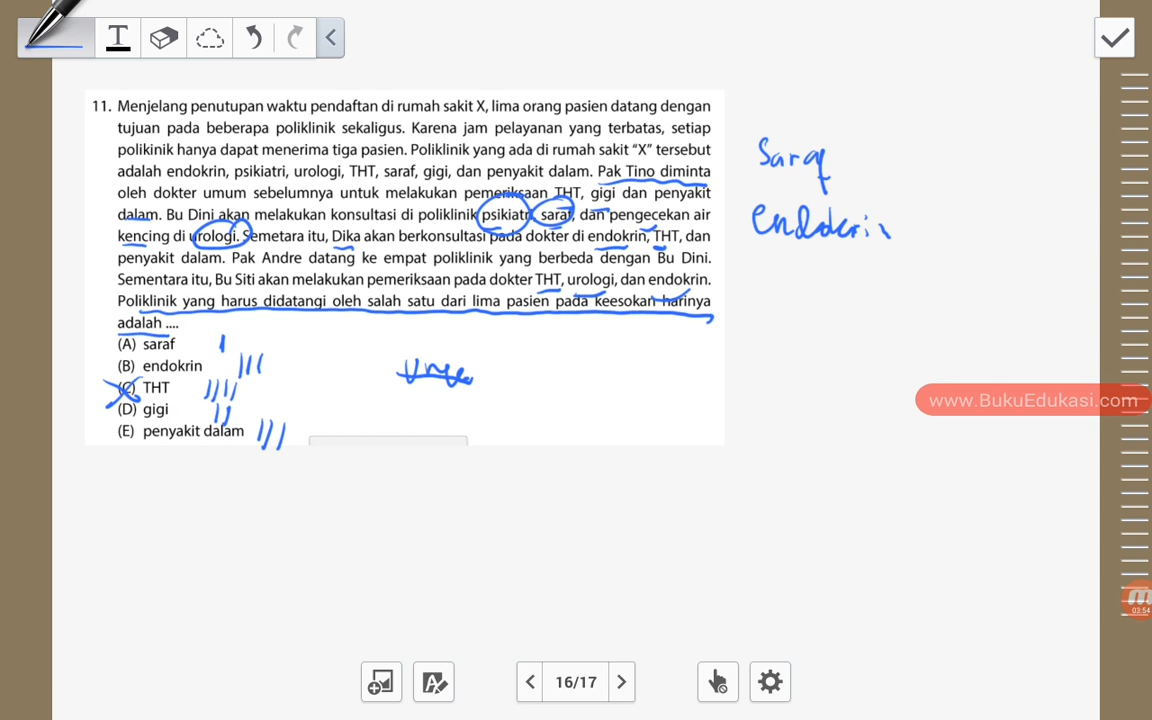 T
11. Menjelang penutupan waktu pendaftan di rumah sakit X, lima orang pasien datang dengan
tujuan pada beberapa poliklinik sekaligus. Karena jam pelayanan yang terbatas, setiap
polikinik hanya dapat menerima tiga pasien. Poliklinik yang ada di rumah sakit “X” tersebut
adalah endokrin, psikiatri, urologi, THT, saraf, gigi, dan penyakit dalam. Pak Tino diminta
oleh dokter umum sebelumnya untuk melakukan pemeriksaan THT, gigi dan penyakit
dalam. Bu Dini akan melakukan konsultasi di poliklinik psikiatri, saraf, dan pengecekan air
kencing di urologi. Semetara itu, Dika akan berkonsultasi pada dokter di endokrin, THT, dan
penyakit dalam. Pak Andre datang ke empat poliklinik yang berbeda dengan Bu Dini.
Sementara itu, Bu Siti akan melakukan pemeriksaan pada dokter THT, urologi, dan endokrin.
Poliklinik yang harus didatangi oleh salah satu dari lima pasien pada keesokan harinya
adalah ....
(A) saraf
(B) endokrin
(C) THT
(D) gigi
(E) penyakit dalam
Saraf
Endokrin
www.BukuEdukasi.com
03:54
16/17